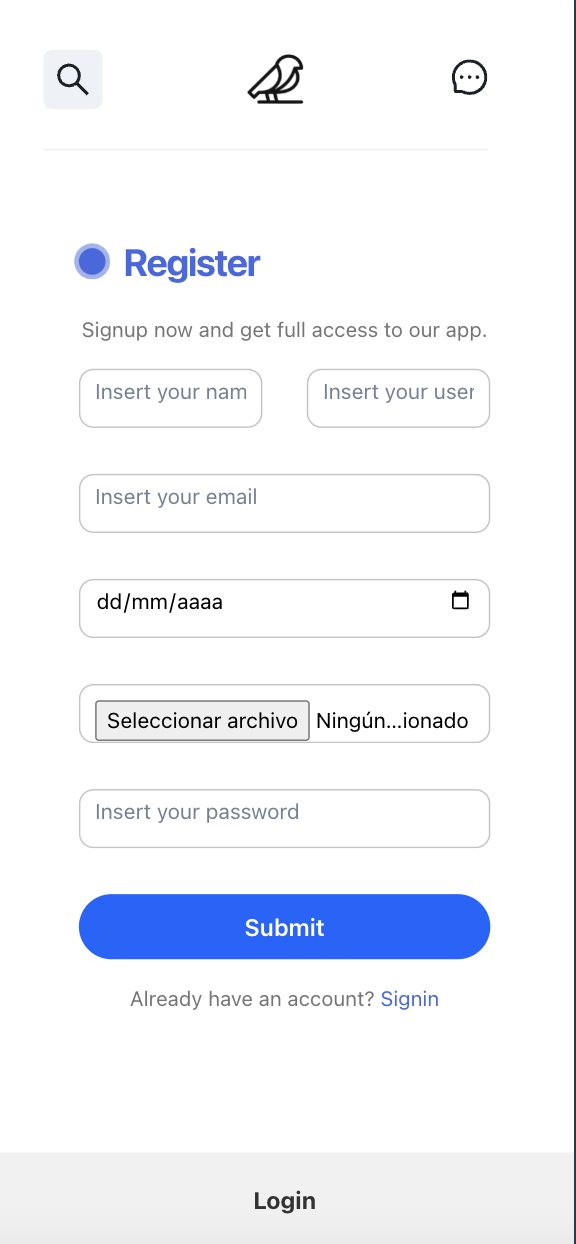 Register
Signup now and get full access to our app.
Insert your nam
Insert your user
Insert your email
dd/mm/aaaa
Seleccionar archivo Ningún...ionado
Insert your password
Submit
Already have an account? Signin
Login